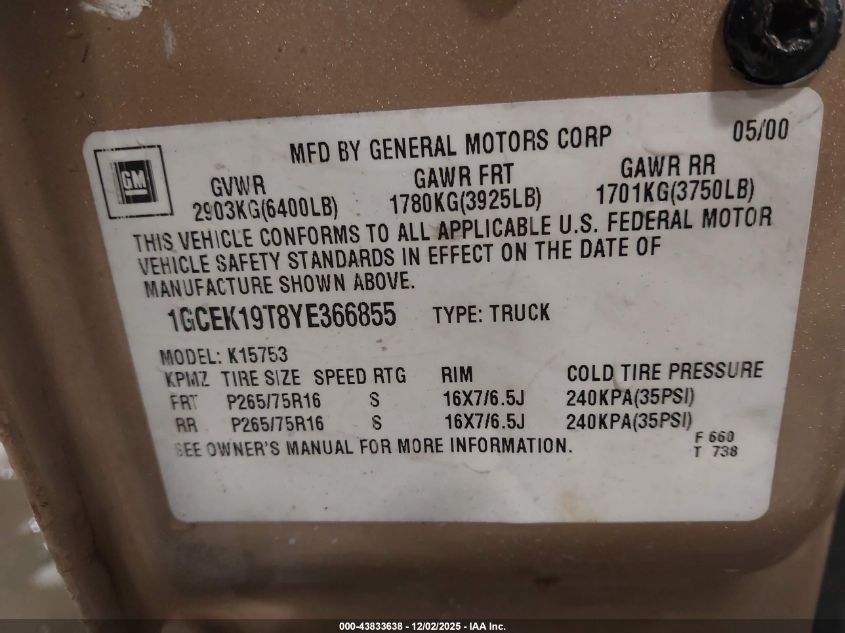 MFD BY GENERAL MOTORS CORP 05/00
GM
GVWR GAWR FRT GAWR RR
2903KG(6400LB) 1780KG(3925LB) 1701KG(3750LB)
THIS VEHICLE CONFORMS TO ALL APPLICABLE U.S. FEDERAL MOTOR
VEHICLE SAFETY STANDARDS IN EFFECT ON THE DATE OF
MANUFACTURE SHOWN ABOVE.
1GCEK19T8YE366855 TYPE: TRUCK
MODEL: K15753
KPMZ TIRE SIZE SPEED RTG RIM COLD TIRE PRESSURE
FRT P265/75R16 S 16X7/6.5J 240KPA(35PSI)
RR P265/75R16 S 16X7/6.5J 240KPA(35PSI)
SEE OWNER'S MANUAL FOR MORE INFORMATION.
F 660
T 738
000-43833638 - 12/02/2025 - IAA Inc.